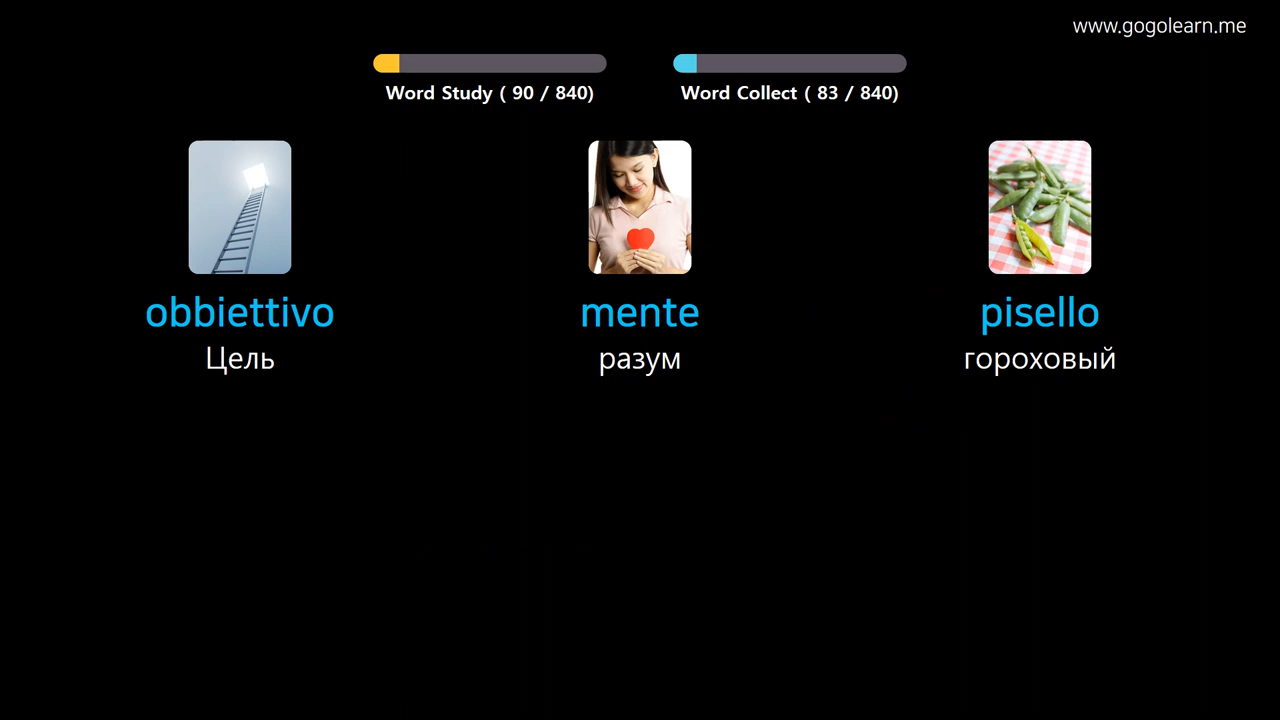 www.gogolearn.me
Word Study ( 90 / 840)
Word Collect ( 83 / 840)
obbiettivo
Цель
mente
разум
pisello
гороховый